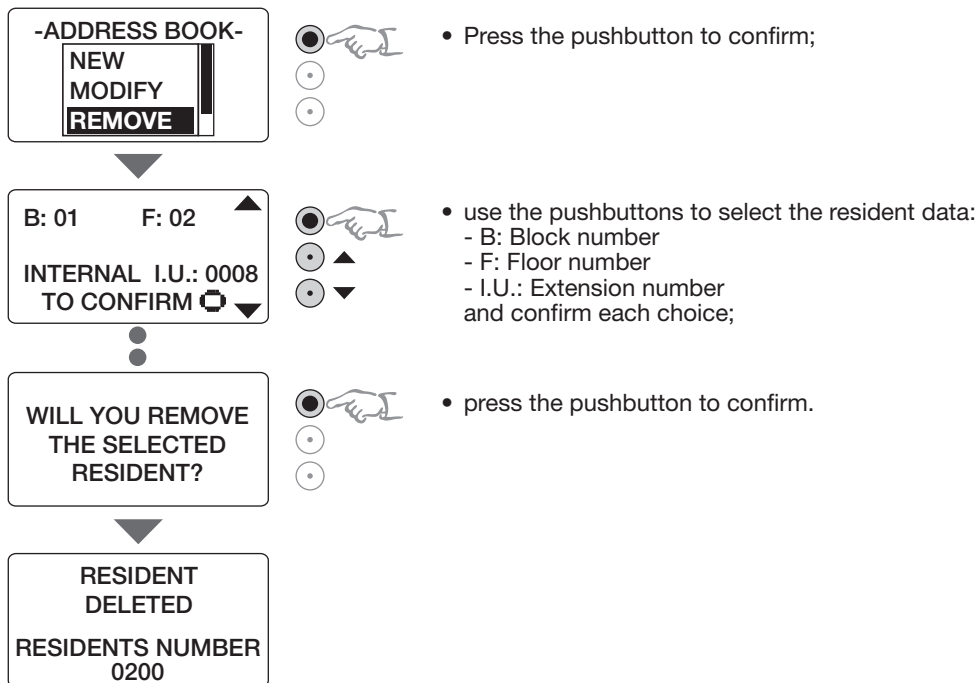 -ADDRESS BOOK-
NEW
MODIFY
REMOVE
• Press the pushbutton to confirm;
B: 01 F: 02
INTERNAL I.U.: 0008
TO CONFIRM
• use the pushbuttons to select the resident data:
- B: Block number
- F: Floor number
- I.U.: Extension number
and confirm each choice;
WILL YOU REMOVE
THE SELECTED
RESIDENT?
• press the pushbutton to confirm.
RESIDENT
DELETED
RESIDENTS NUMBER
0200